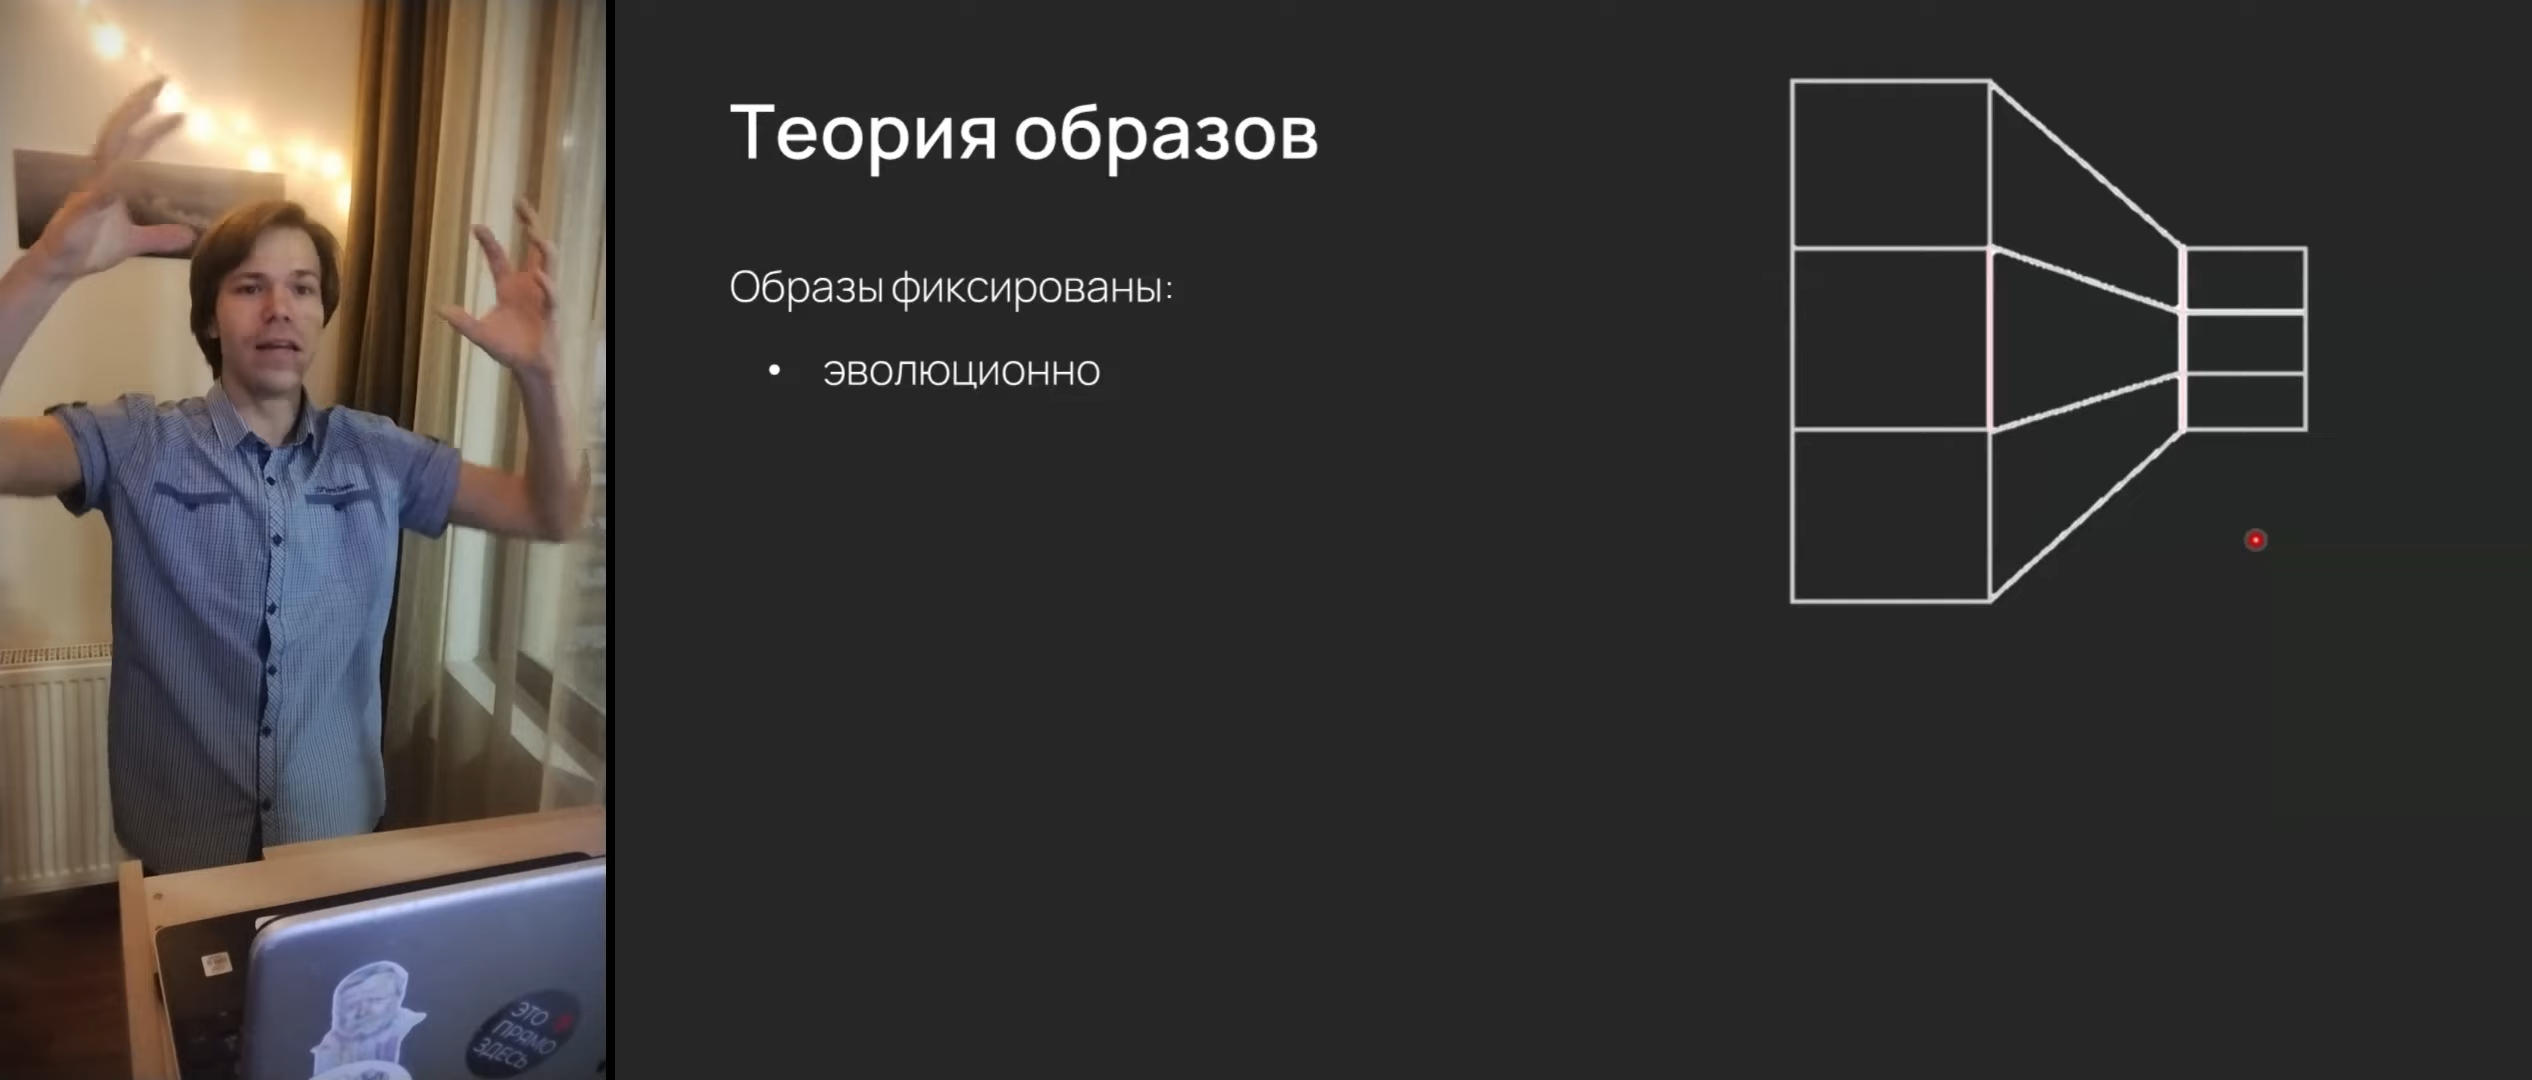 Теория образов
Образы фиксированы:
• эволюционно
ЭТО
ПРЯМО
ЗДЕСЬ